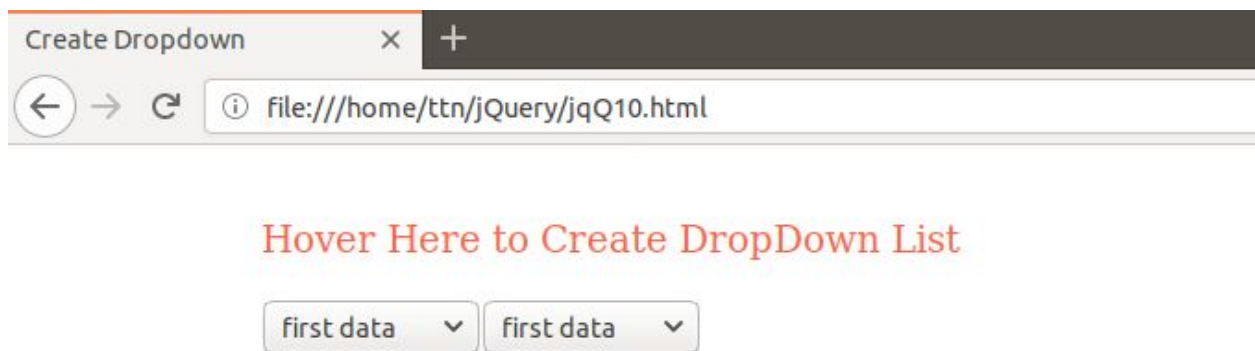 Create Dropdown
file:///home/ttn/jQuery/jqQ10.html
Hover Here to Create DropDown List
first data first data